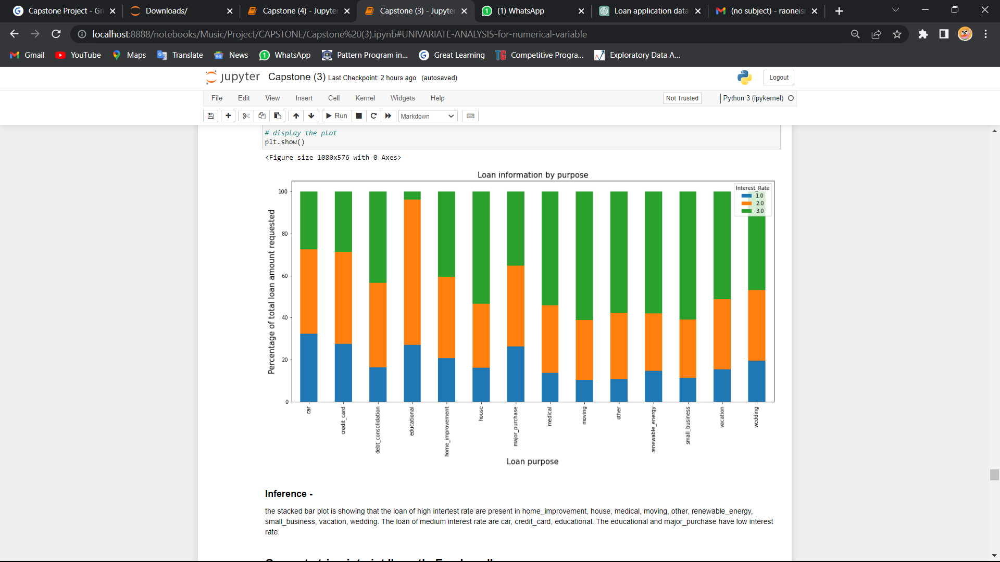 Capstone Project - Gr
Downloads/
Capstone (4) - Jupyter
Capstone (3) - Jupyter
(1) WhatsApp
Loan application data
(no subject) - raoneis
localhost:8888/notebooks/Music/Project/CAPSTONE/Capstone%20(3).ipynb#UNIVARIATE-ANALYSIS-for-numerical-variable
Gmail YouTube Maps Translate News WhatsApp Pattern Program in... Great Learning Competitive Progra... Exploratory Data A...
jupyter Capstone (3) Last Checkpoint: 2 hours ago (autosaved) Logout
File Edit View Insert Cell Kernel Widgets Help Not Trusted Python 3 (ipykernel)
Run Markdown
# display the plot
plt.show()
<Figure size 1080x576 with 0 Axes>
Loan information by purpose
Interest_Rate
1.0
2.0
3.0
Percentage of total loan amount requested
100
80
60
40
20
0
car
credit_card
debt_consolidation
educational
home_improvement
house
major_purchase
medical
moving
other
renewable_energy
small_business
vacation
wedding
Loan purpose
Inference -
the stacked bar plot is showing that the loan of high intertest rate are present in home_improvement, house, medical, moving, other, renewable_energy,
small_business, vacation, wedding. The loan of medium interest rate are car, credit_card, educational. The educational and major_purchase have low interest
rate.